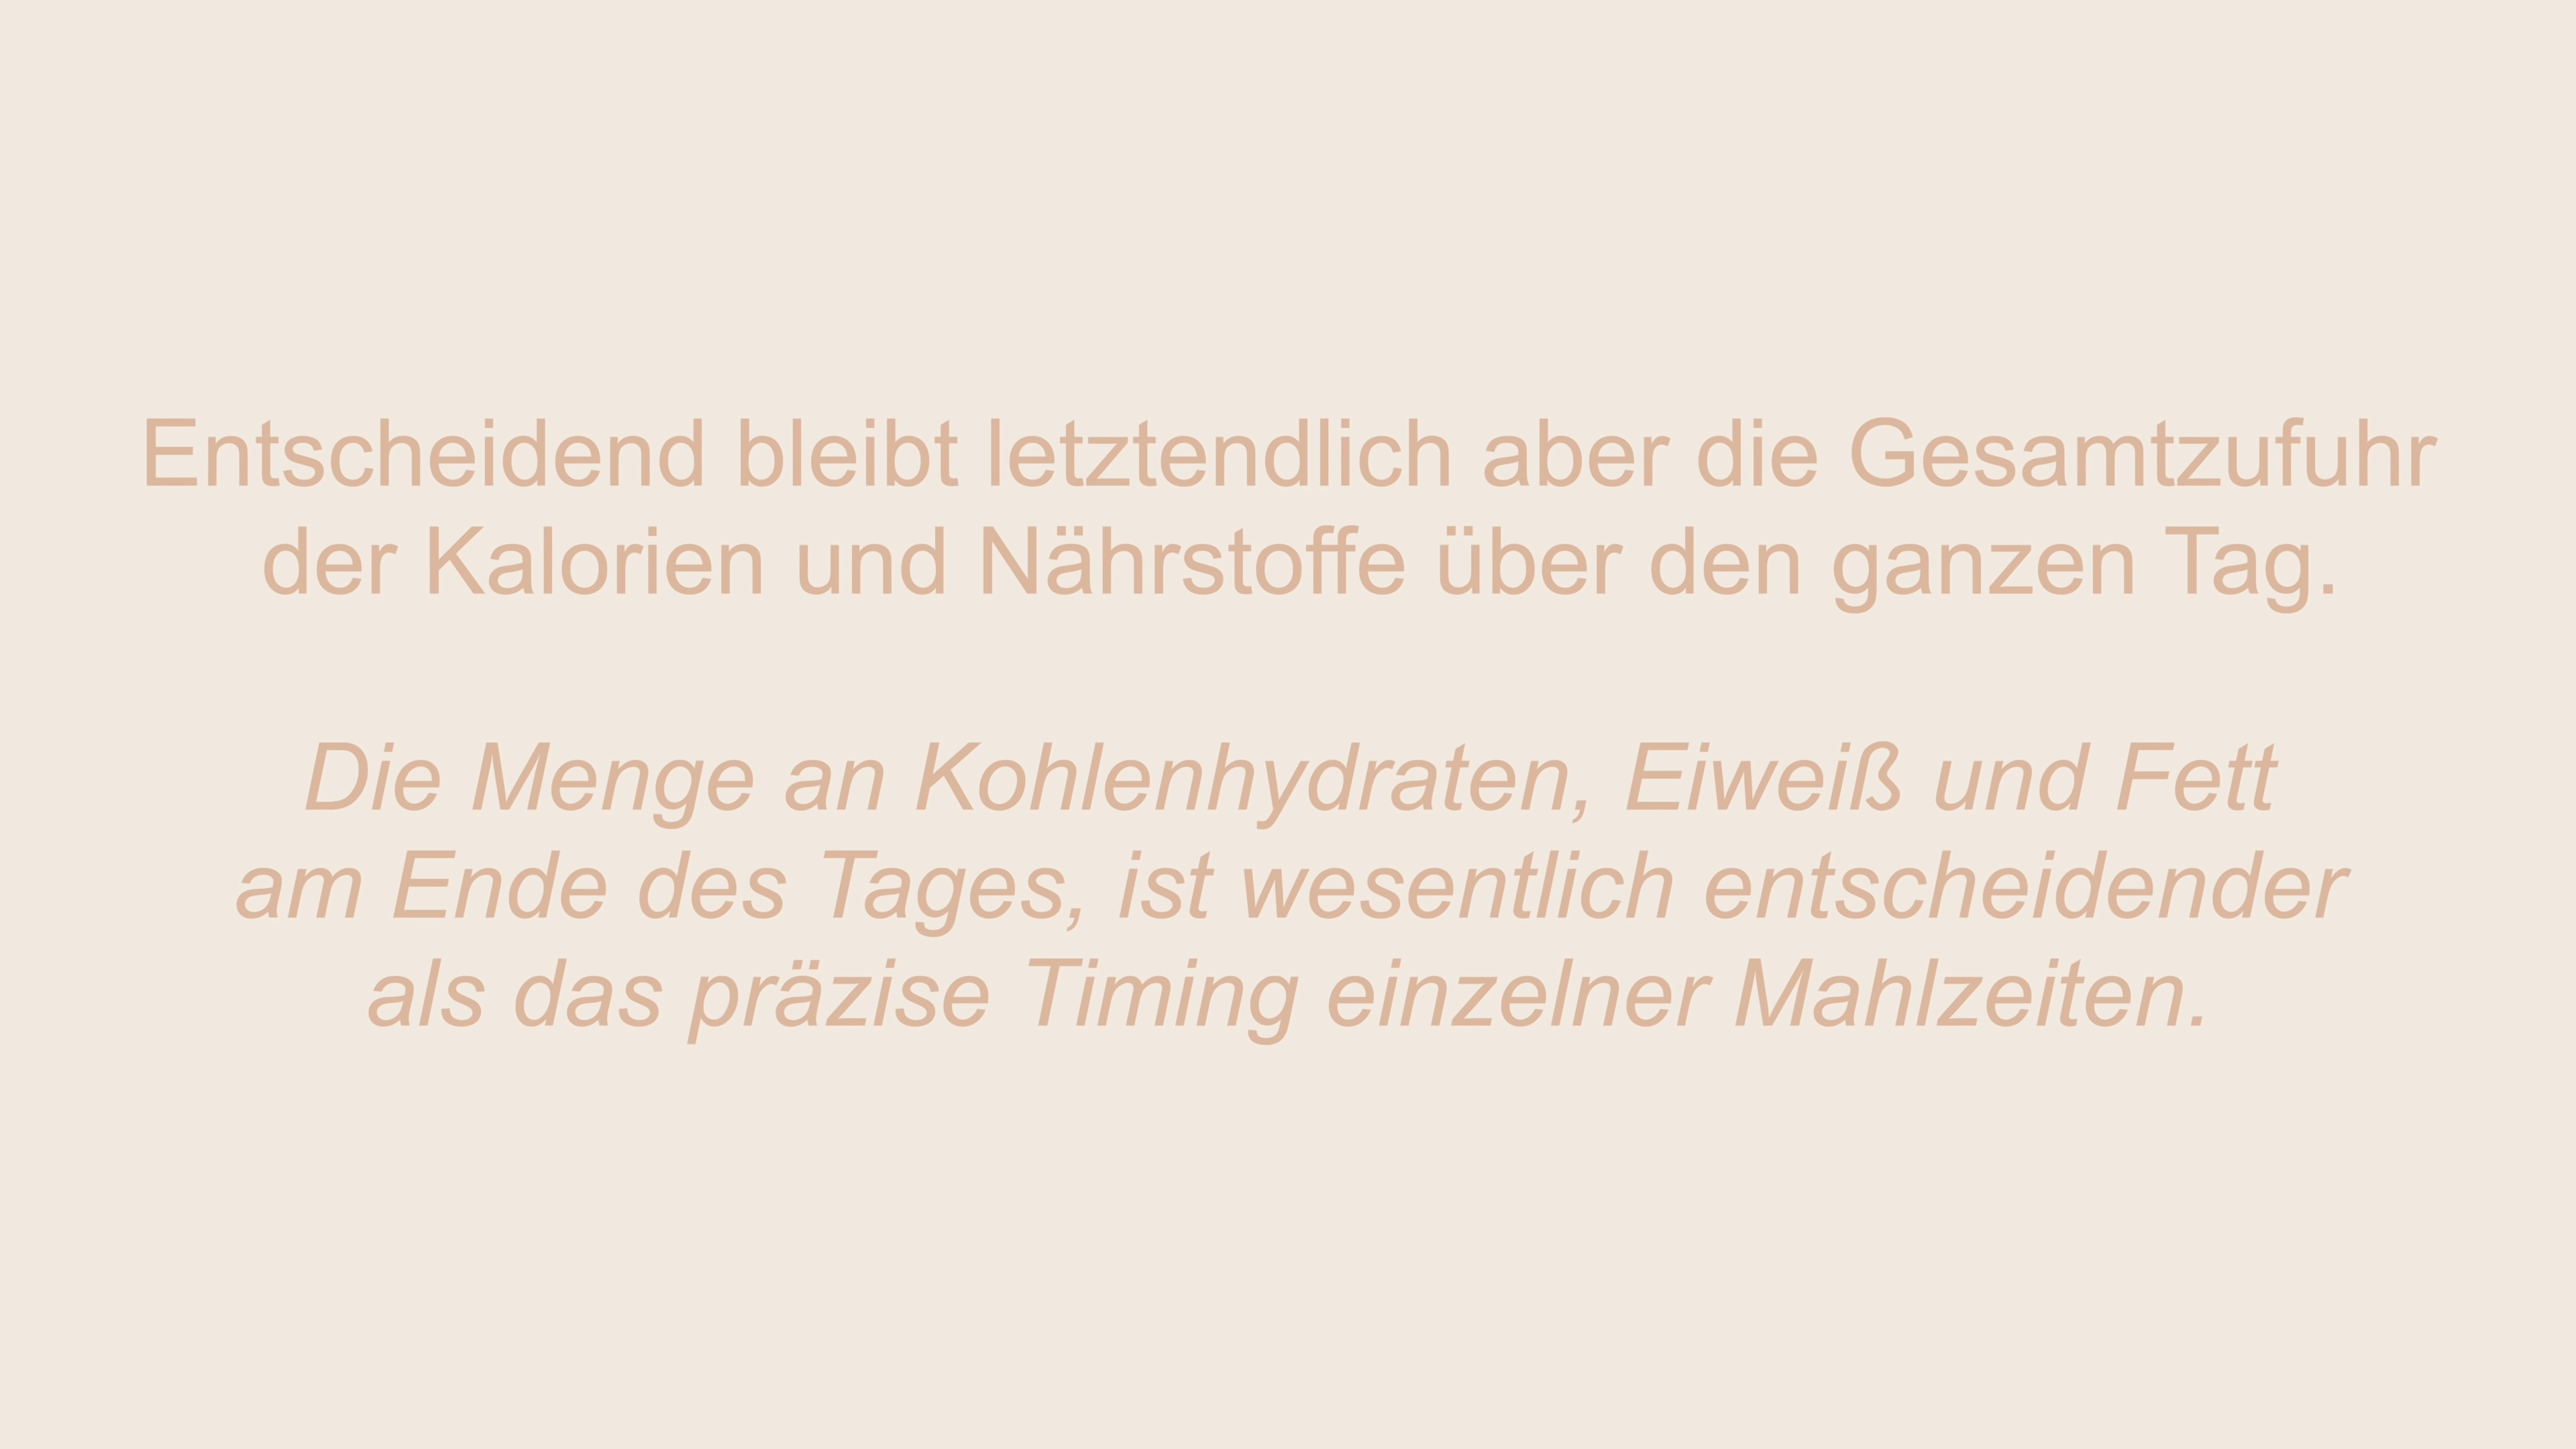 Entscheidend bleibt letztendlich aber die Gesamtzufuhr
der Kalorien und Nährstoffe über den ganzen Tag.
Die Menge an Kohlenhydraten, Eiweiß und Fett
am Ende des Tages, ist wesentlich entscheidender
als das präzise Timing einzelner Mahlzeiten.